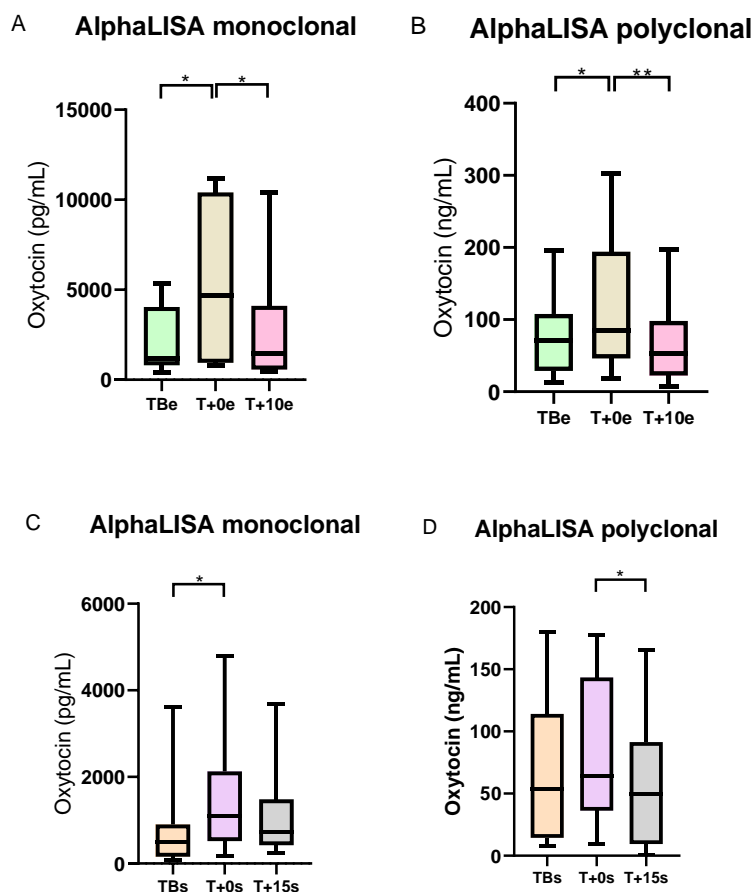 A AlphaLISA monoclonal
Oxytocin (pg/mL)
15000
10000
5000
0
* *
TBe T+0e T+10e
B AlphaLISA polyclonal
Oxytocin (ng/mL)
400
300
200
100
0
* **
TBe T+0e T+10e
C AlphaLISA monoclonal
Oxytocin (pg/mL)
6000
4000
2000
0
*
TBs T+0s T+15s
D AlphaLISA polyclonal
Oxytocin (ng/mL)
200
150
100
50
0
*
TBs T+0s T+15s